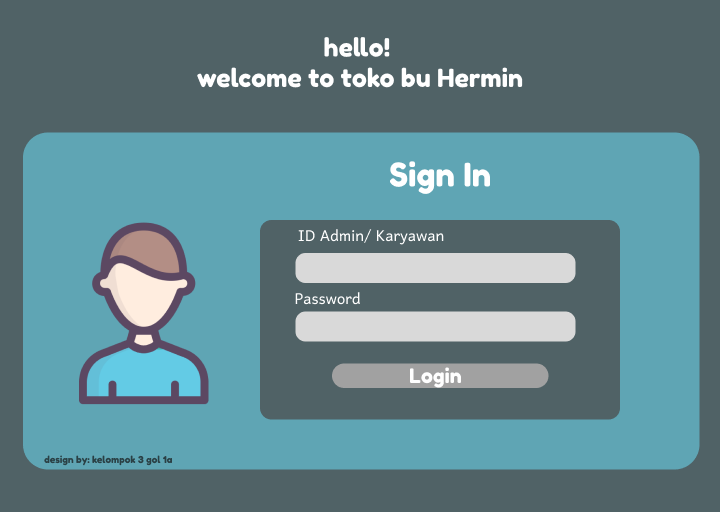 hello!
welcome to toko bu Hermin
Sign In
ID Admin/ Karyawan
Password
Login
design by: kelompok 3 gol 1a